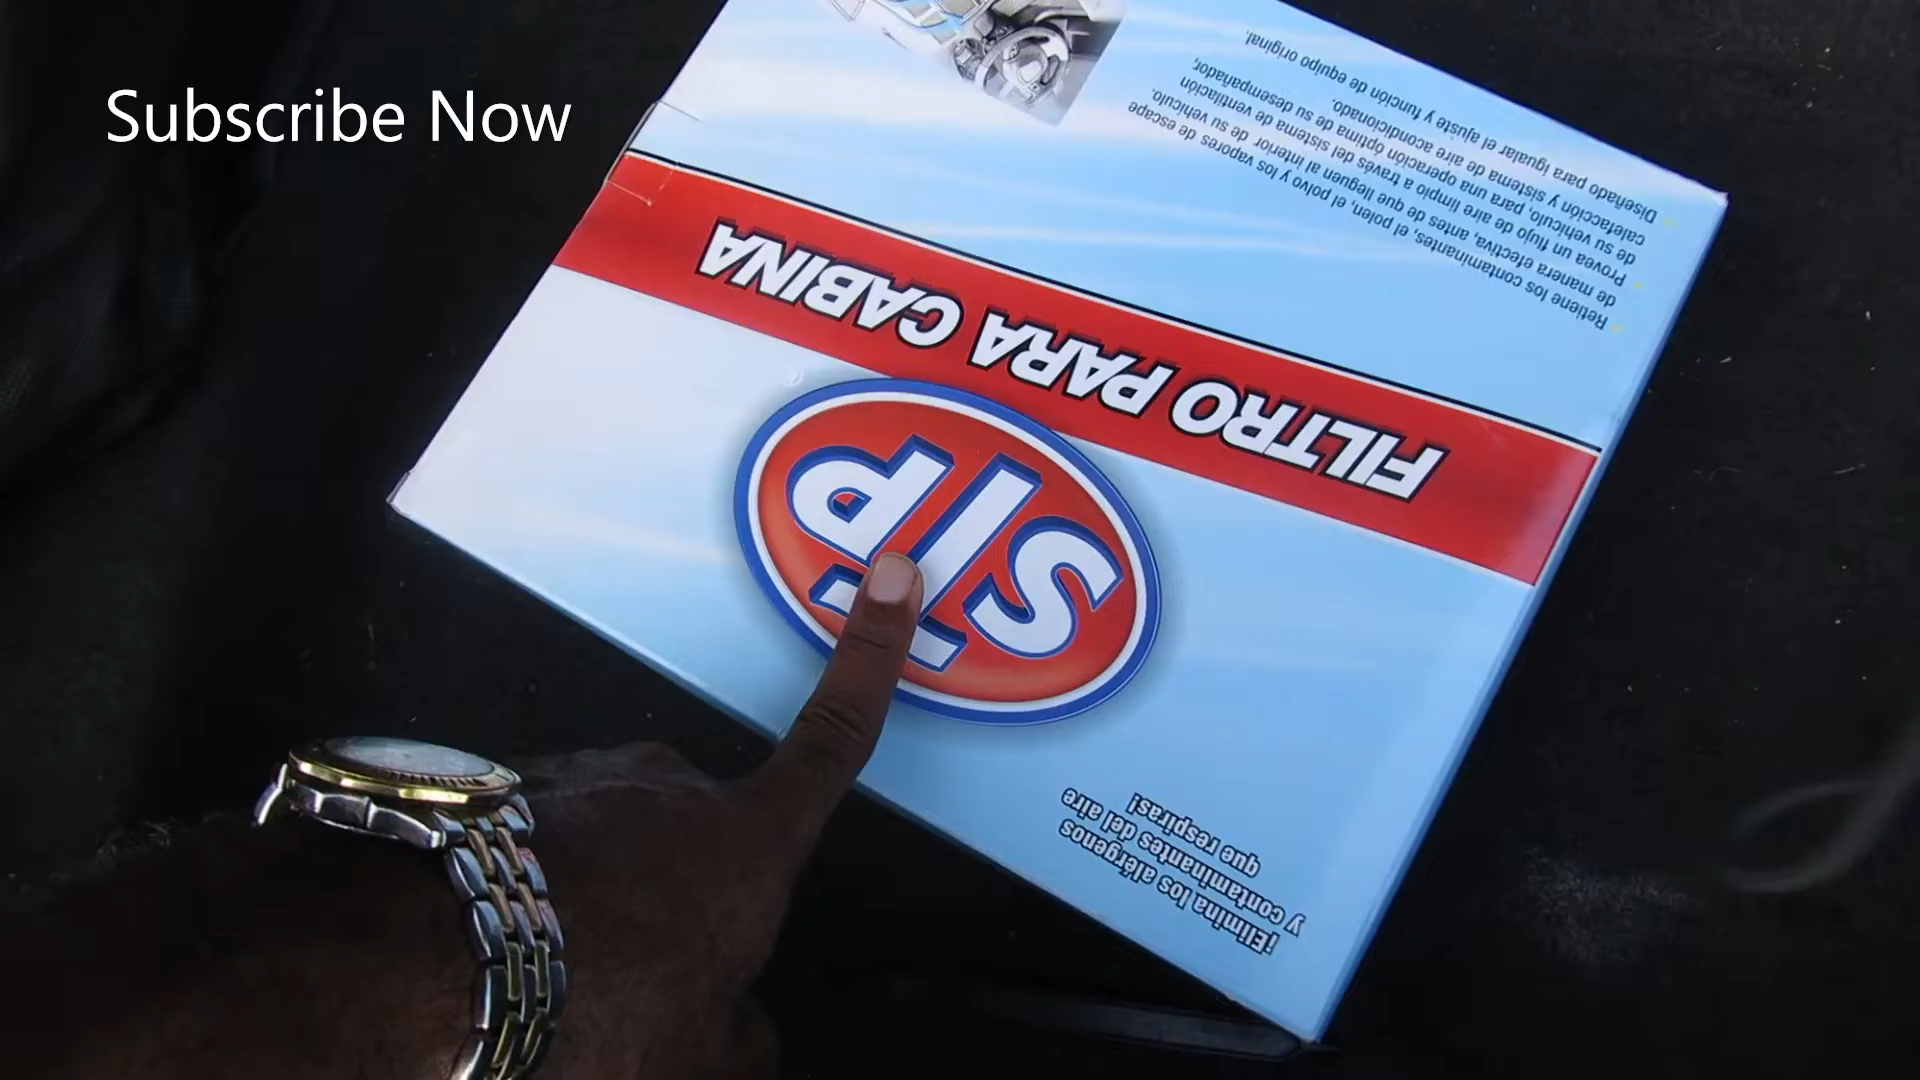 Subscribe Now
¡Elimina los alérgenos
y contaminantes del aire
que respiras!
STP
FILTRO PARA CABINA
Retiene los contaminantes, el polen, el polvo y los vapores de escape
de manera efectiva, antes de que lleguen al interior de su vehículo.
Provea un flujo de aire limpio a través del sistema de ventilación
de su vehículo, para una operación óptima de su desempañador,
calefacción y sistema de aire acondicionado.
Diseñado para igualar el ajuste y función de equipo original.